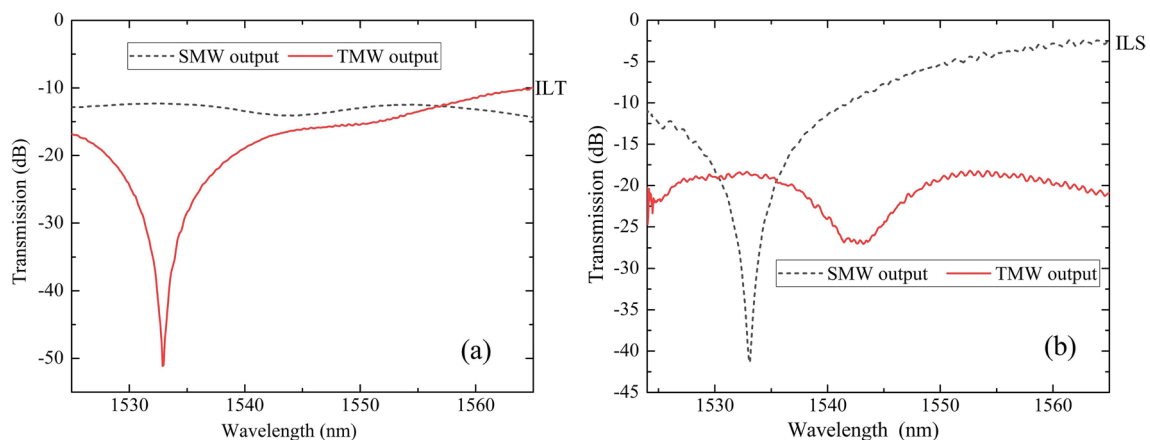 0
-10
-20
-30
-40
-50
Transmission (dB)
SMW output
TMW output
ILT
(a)
1530
1540
1550
1560
Wavelength (nm)
0
-5
-10
-15
-20
-25
-30
-35
-40
-45
Transmission (dB)
ILS
SMW output
TMW output
(b)
1530
1540
1550
1560
Wavelength (nm)